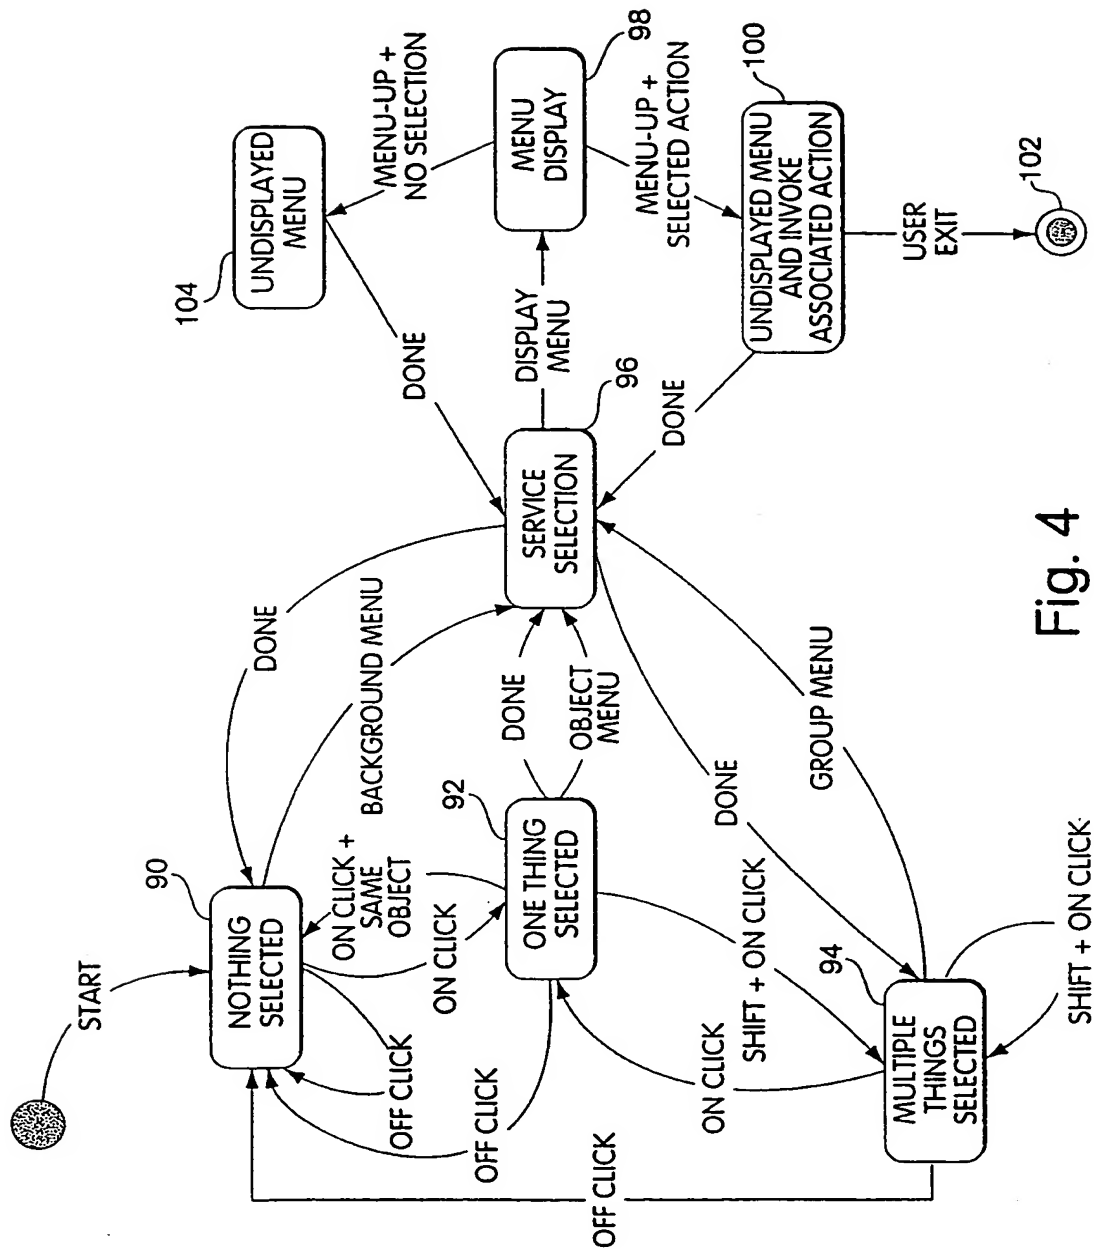 START
90
NOTHING
SELECTED
OFF CLICK
OFF CLICK
OFF CLICK
ON CLICK
ON CLICK +
SAME
OBJECT
BACKGROUND MENU
DONE
92
ONE THING
SELECTED
DONE
OBJECT
MENU
ON CLICK
SHIFT + ON CLICK
94
MULTIPLE
THINGS
SELECTED
SHIFT + ON CLICK
DONE
GROUP MENU
SERVICE
SELECTION
96
DISPLAY
MENU
DONE
DONE
104
UNDISPLAYED
MENU
MENU-UP +
NO SELECTION
MENU
DISPLAY
98
MENU-UP +
SELECTED ACTION
100
UNDISPLAYED MENU
AND INVOKE
ASSOCIATED ACTION
USER
EXIT
102
Fig. 4